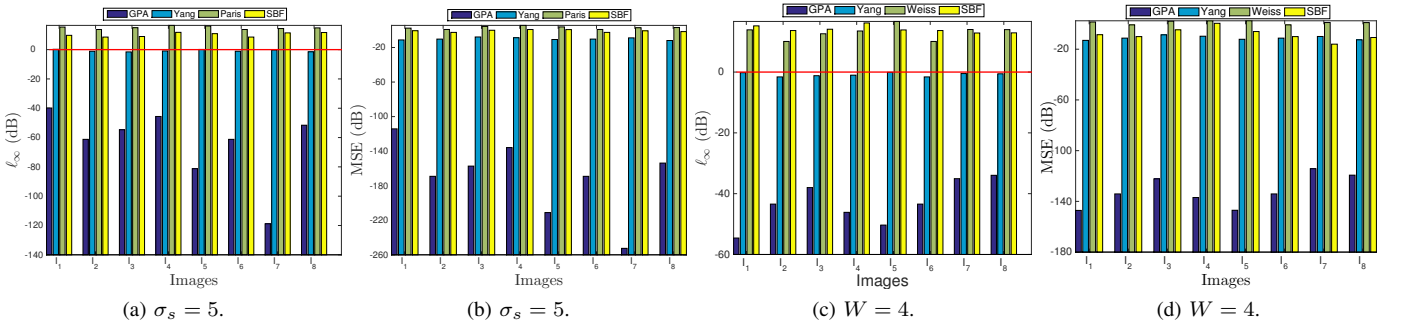 GPA Yang Paris SBF
0
-20
-40
-60
-80
-100
-120
-140
ℓ∞ (dB)
I1 I2 I3 I4 I5 I6 I7 I8
Images
(a) σs = 5.
GPA Yang Paris SBF
-20
-60
-100
-140
-180
-220
-260
MSE (dB)
I1 I2 I3 I4 I5 I6 I7 I8
Images
(b) σs = 5.
GPA Yang Weiss SBF
0
-20
-40
-60
ℓ∞ (dB)
I1 I2 I3 I4 I5 I6 I7 I8
Images
(c) W = 4.
GPA Yang Weiss SBF
-20
-60
-100
-140
-180
MSE (dB)
I1 I2 I3 I4 I5 I6 I7 I8
Images
(d) W = 4.